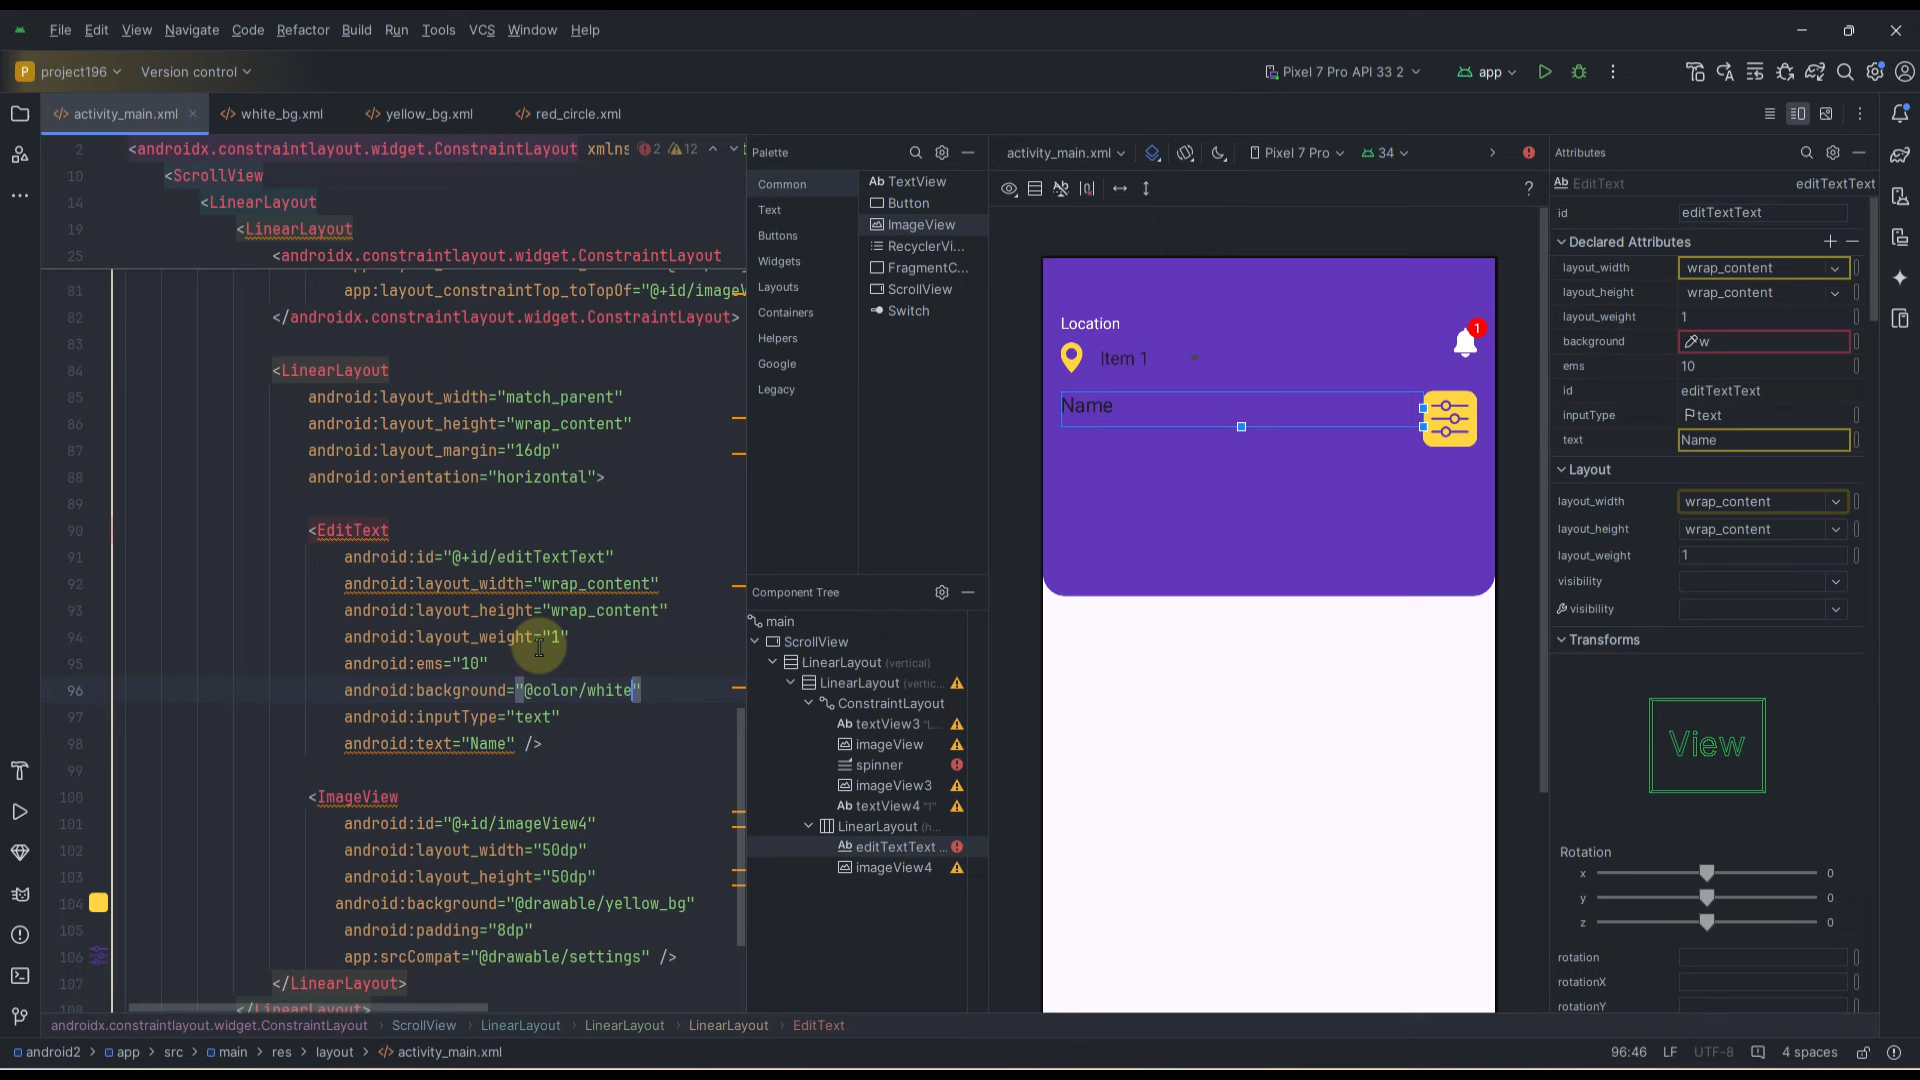 File Edit View Navigate Code Refactor Build Run Tools VCS Window Help
P project196 Version control Pixel 7 Pro API 33 2 app
activity_main.xml white_bg.xml yellow_bg.xml red_circle.xml
2 <androidx.constraintlayout.widget.ConstraintLayout xmlns 2 12
10 <ScrollView
14 <LinearLayout
19 <LinearLayout
25 <androidx.constraintlayout.widget.ConstraintLayout
81 app:layout_constraintTop_toTopOf="@+id/imageV
82 </androidx.constraintlayout.widget.ConstraintLayout>
83
84 <LinearLayout
85 android:layout_width="match_parent"
86 android:layout_height="wrap_content"
87 android:layout_margin="16dp"
88 android:orientation="horizontal">
89
90 <EditText
91 android:id="@+id/editTextText"
92 android:layout_width="wrap_content"
93 android:layout_height="wrap_content"
94 android:layout_weight="1"
95 android:ems="10"
96 android:background="@color/white"
97 android:inputType="text"
98 android:text="Name" />
99
100 <ImageView
101 android:id="@+id/imageView4"
102 android:layout_width="50dp"
103 android:layout_height="50dp"
104 android:background="@drawable/yellow_bg"
105 android:padding="8dp"
106 app:srcCompat="@drawable/settings" />
107 </LinearLayout>
108 </LinearLayout>
Palette
Common
Text
Buttons
Widgets
Layouts
Containers
Helpers
Google
Legacy
Ab TextView
Button
ImageView
RecyclerVi...
FragmentC...
ScrollView
Switch
Component Tree
main
ScrollView
LinearLayout (vertical)
LinearLayout (vertic...
ConstraintLayout
Ab textView3 "L...
imageView
spinner
imageView3
Ab textView4 "1"
LinearLayout (h...
Ab editTextText ...
imageView4
activity_main.xml Pixel 7 Pro 34
?
Location
1
Item 1
Name
Attributes
Ab EditText editTextText
id editTextText
Declared Attributes
layout_width wrap_content
layout_height wrap_content
layout_weight 1
background w
ems 10
id editTextText
inputType text
text Name
Layout
layout_width wrap_content
layout_height wrap_content
layout_weight 1
visibility
visibility
Transforms
View
Rotation
x 0
y 0
z 0
rotation
rotationX
rotationY
androidx.constraintlayout.widget.ConstraintLayout ScrollView LinearLayout LinearLayout LinearLayout EditText
android2 app src main res layout activity_main.xml 96:46 LF UTF-8 4 spaces